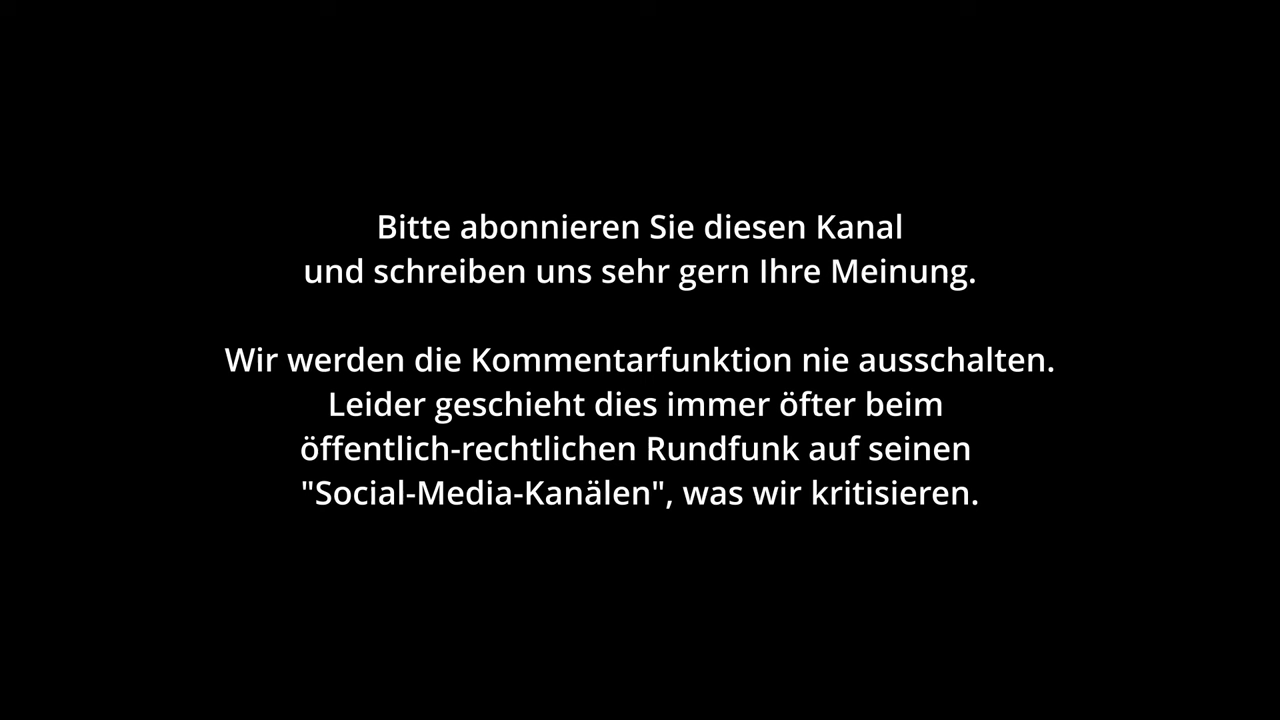 Bitte abonnieren Sie diesen Kanal
und schreiben uns sehr gern Ihre Meinung.
Wir werden die Kommentarfunktion nie ausschalten.
Leider geschieht dies immer öfter beim
öffentlich-rechtlichen Rundfunk auf seinen
"Social-Media-Kanälen", was wir kritisieren.